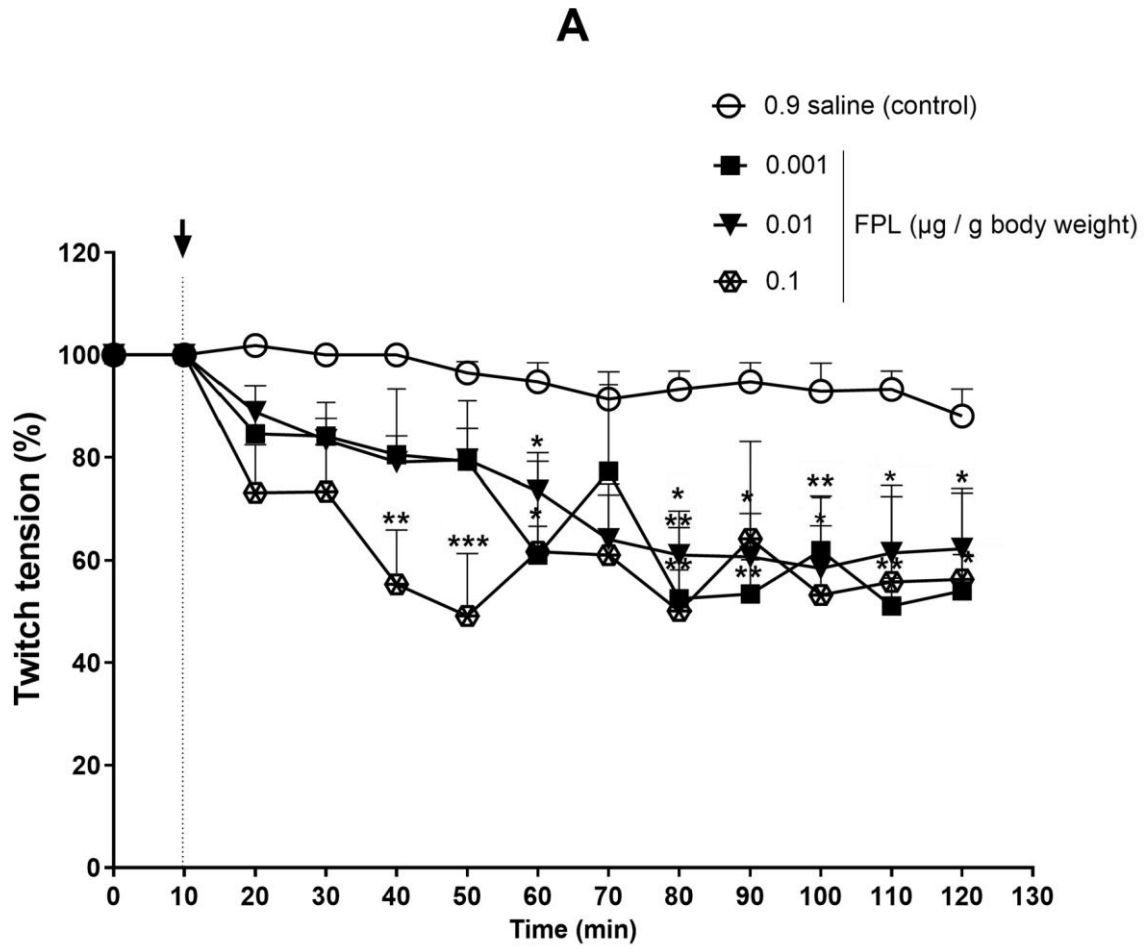 A
0.9 saline (control)
0.001
0.01
FPL (µg / g body weight)
0.1
120
100
80
60
40
20
0
Twitch tension (%)
** *** * * * ** ** * ** ** * * ** * *
0 10 20 30 40 50 60 70 80 90 100 110 120 130
Time (min)